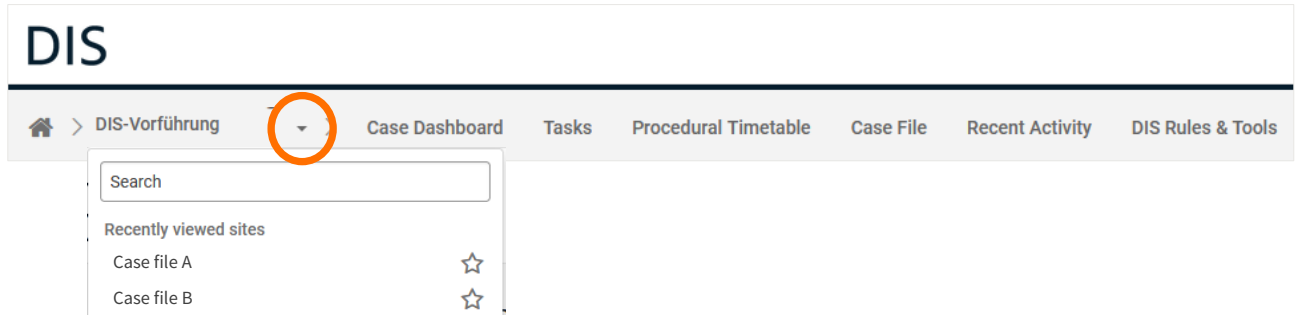 DIS
DIS-Vorführung Case Dashboard Tasks Procedural Timetable Case File Recent Activity DIS Rules & Tools
Search
Recently viewed sites
Case file A
Case file B